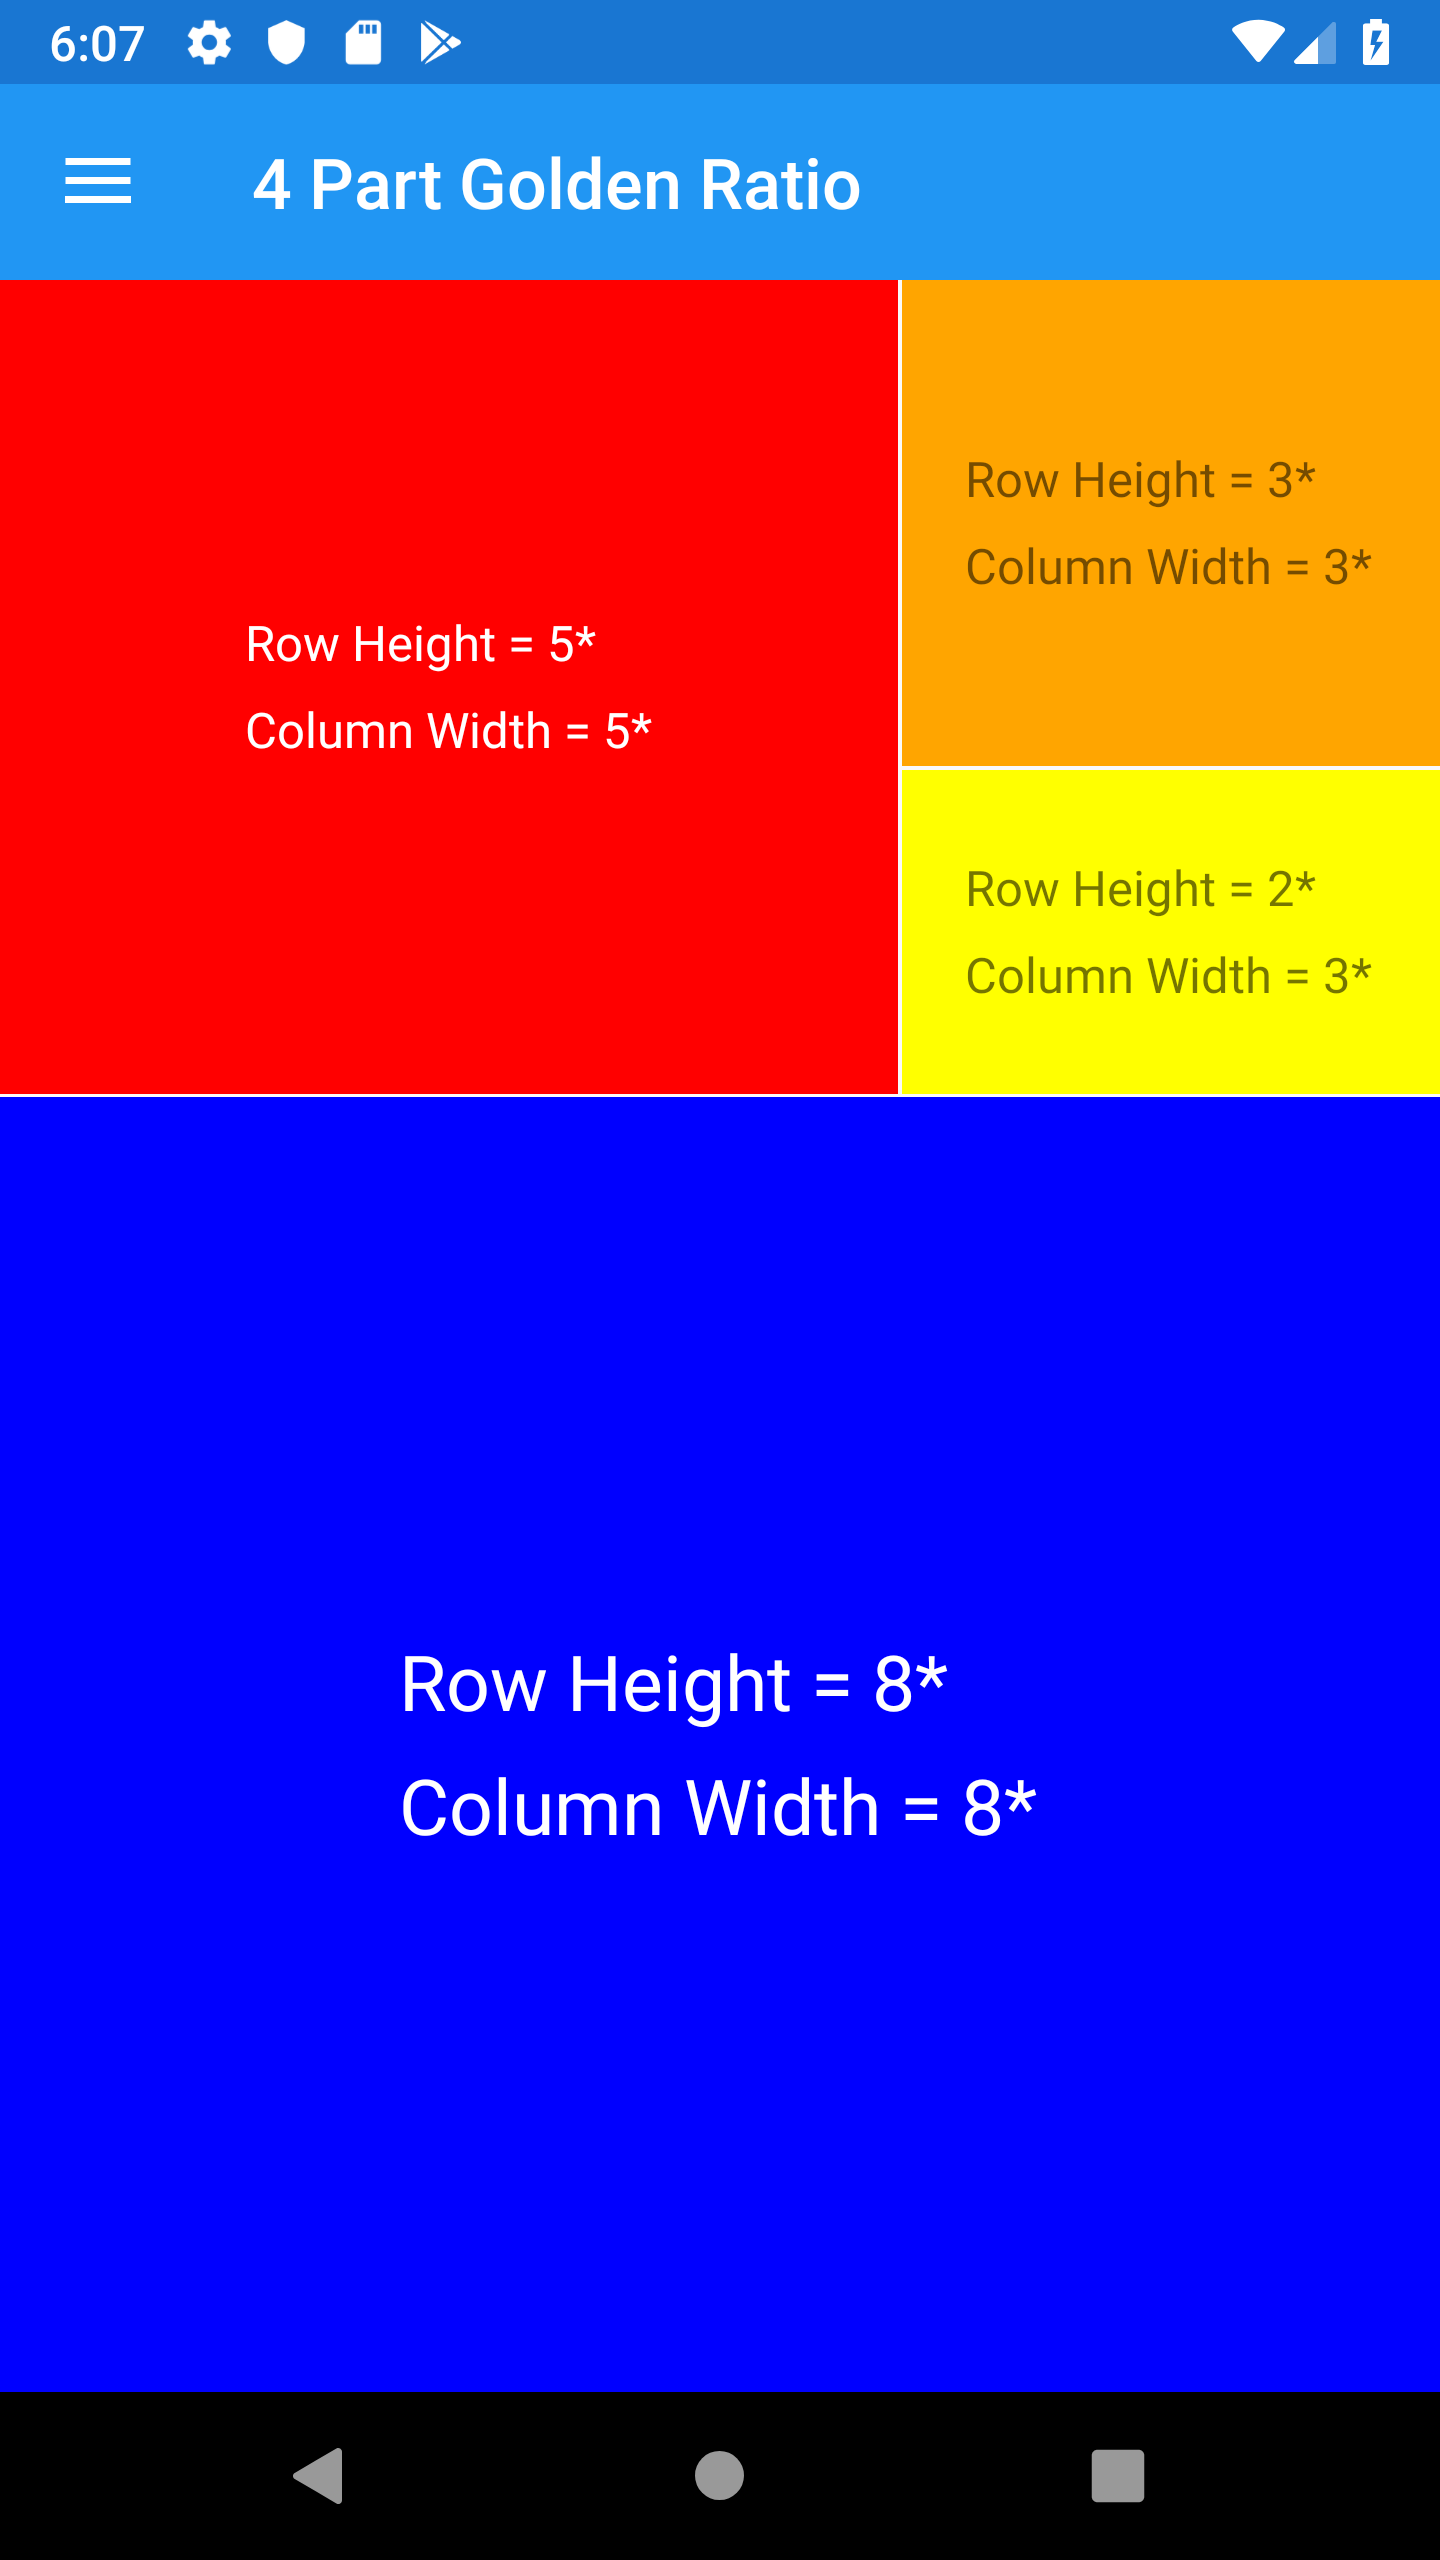 6:07
4 Part Golden Ratio
Row Height = 5*
Column Width = 5*
Row Height = 3*
Column Width = 3*
Row Height = 2*
Column Width = 3*
Row Height = 8*
Column Width = 8*